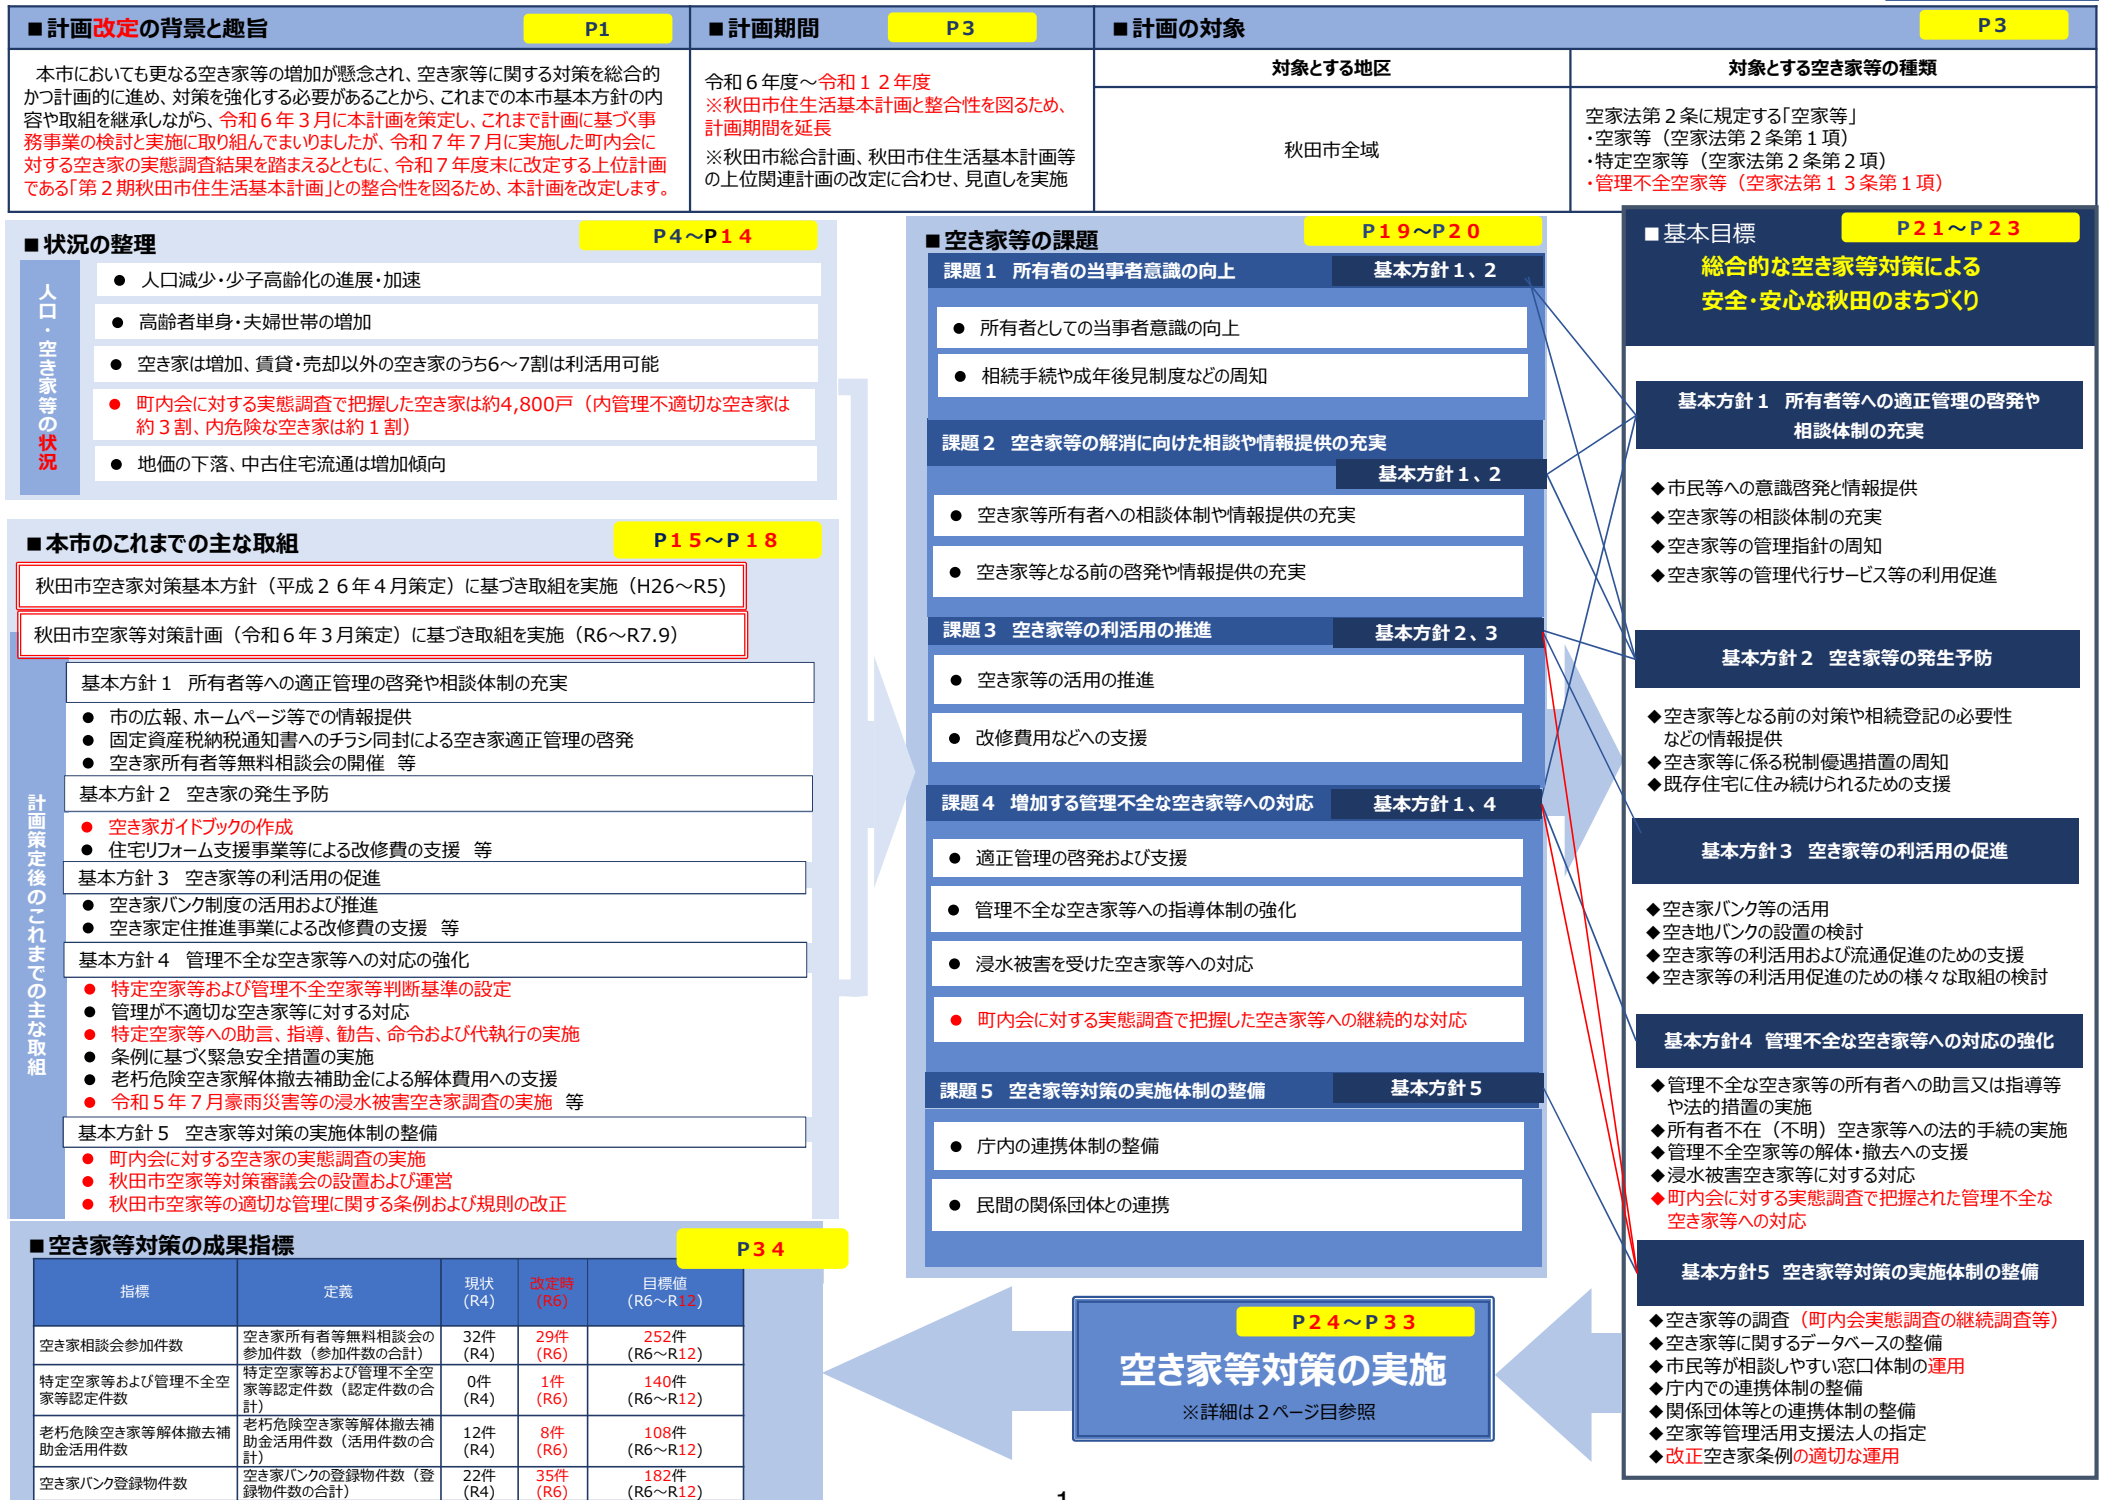 ■計画改定の背景と趣旨
P1
本市においても更なる空き家等の増加が懸念され、空き家等に関する対策を総合的
かつ計画的に進め、対策を強化する必要があることから、これまでの本市基本方針の内
容や取組を継承しながら、令和６年３月に本計画を策定し、これまで計画に基づく事
務事業の検討と実施に取り組んでまいりましたが、令和７年７月に実施した町内会に
対する空き家の実態調査結果を踏まえるとともに、令和７年度末に改定する上位計画
である「第２期秋田市住生活基本計画」との整合性を図るため、本計画を改定します。
■計画期間
P３
令和６年度～令和１２年度
※秋田市住生活基本計画と整合性を図るため、
計画期間を延長
※秋田市総合計画、秋田市住生活基本計画等
の上位関連計画の改定に合わせ、見直しを実施
■計画の対象
P３
対象とする地区
対象とする空き家等の種類
秋田市全域
空家法第２条に規定する「空家等」
・空家等（空家法第２条第１項）
・特定空家等（空家法第２条第２項）
・管理不全空家等（空家法第１３条第１項）
■状況の整理
P４～P１４
人口・空き家等の状況
● 人口減少・少子高齢化の進展・加速
● 高齢者単身・夫婦世帯の増加
● 空き家は増加、賃貸・売却以外の空き家のうち6～7割は利活用可能
● 町内会に対する実態調査で把握した空き家は約4,800戸（内管理不適切な空き家は
約３割、内危険な空き家は約１割）
● 地価の下落、中古住宅流通は増加傾向
■本市のこれまでの主な取組
P１５～P１８
秋田市空き家対策基本方針（平成２６年４月策定）に基づき取組を実施（H26～R5）
秋田市空家等対策計画（令和６年３月策定）に基づき取組を実施（R6～R7.9）
計画策定後のこれまでの主な取組
基本方針１　所有者等への適正管理の啓発や相談体制の充実
● 市の広報、ホームページ等での情報提供
● 固定資産税納税通知書へのチラシ同封による空き家適正管理の啓発
● 空き家所有者等無料相談会の開催　等
基本方針２　空き家の発生予防
● 空き家ガイドブックの作成
● 住宅リフォーム支援事業等による改修費の支援　等
基本方針３　空き家等の利活用の促進
● 空き家バンク制度の活用および推進
● 空き家定住推進事業による改修費の支援　等
基本方針４　管理不全な空き家等への対応の強化
● 特定空家等および管理不全空家等判断基準の設定
● 管理が不適切な空き家等に対する対応
● 特定空家等への助言、指導、勧告、命令および代執行の実施
● 条例に基づく緊急安全措置の実施
● 老朽危険空き家解体撤去補助金による解体費用への支援
● 令和５年７月豪雨災害等の浸水被害空き家調査の実施　等
基本方針５　空き家等対策の実施体制の整備
● 町内会に対する空き家の実態調査の実施
● 秋田市空家等対策審議会の設置および運営
● 秋田市空家等の適切な管理に関する条例および規則の改正
■空き家等対策の成果指標
P３４
指標　定義　現状(R4)　改定時(R6)　目標値(R6～R12)
空き家相談会参加件数　空き家所有者等無料相談会の参加件数（参加件数の合計）　32件(R4)　29件(R6)　252件(R6～R12)
特定空家等および管理不全空家等認定件数　特定空家等および管理不全空家等認定件数（認定件数の合計）　0件(R4)　1件(R6)　140件(R6～R12)
老朽危険空き家等解体撤去補助金活用件数　老朽危険空き家等解体撤去補助金活用件数（活用件数の合計）　12件(R4)　8件(R6)　108件(R6～R12)
空き家バンク登録物件数　空き家バンクの登録物件数（登録物件数の合計）　22件(R4)　35件(R6)　182件(R6～R12)
■空き家等の課題
P１９～P２０
課題１　所有者の当事者意識の向上
基本方針１、２
● 所有者としての当事者意識の向上
● 相続手続や成年後見制度などの周知
課題２　空き家等の解消に向けた相談や情報提供の充実
基本方針１、２
● 空き家等所有者への相談体制や情報提供の充実
● 空き家等となる前の啓発や情報提供の充実
課題３　空き家等の利活用の推進
基本方針２、３
● 空き家等の活用の推進
● 改修費用などへの支援
課題４　増加する管理不全な空き家等への対応
基本方針１、４
● 適正管理の啓発および支援
● 管理不全な空き家等への指導体制の強化
● 浸水被害を受けた空き家等への対応
● 町内会に対する実態調査で把握した空き家等への継続的な対応
課題５　空き家等対策の実施体制の整備
基本方針５
● 庁内の連携体制の整備
● 民間の関係団体との連携
P２４～P３３
空き家等対策の実施
※詳細は２ページ目参照
■基本目標
P２１～P２３
総合的な空き家等対策による
安全・安心な秋田のまちづくり
基本方針１　所有者等への適正管理の啓発や
相談体制の充実
◆市民等への意識啓発と情報提供
◆空き家等の相談体制の充実
◆空き家等の管理指針の周知
◆空き家等の管理代行サービス等の利用促進
基本方針２　空き家等の発生予防
◆空き家等となる前の対策や相続登記の必要性
などの情報提供
◆空き家等に係る税制優遇措置の周知
◆既存住宅に住み続けられるための支援
基本方針３　空き家等の利活用の促進
◆空き家バンク等の活用
◆空き地バンクの設置の検討
◆空き家等の利活用および流通促進のための支援
◆空き家等の利活用促進のための様々な取組の検討
基本方針4　管理不全な空き家等への対応の強化
◆管理不全な空き家等の所有者への助言又は指導等
や法的措置の実施
◆所有者不在（不明）空き家等への法的手続の実施
◆管理不全空家等の解体・撤去への支援
◆浸水被害空き家等に対する対応
◆町内会に対する実態調査で把握された管理不全な
空き家等への対応
基本方針5　空き家等対策の実施体制の整備
◆空き家等の調査（町内会実態調査の継続調査等）
◆空き家等に関するデータベースの整備
◆市民等が相談しやすい窓口体制の運用
◆庁内での連携体制の整備
◆関係団体等との連携体制の整備
◆空家等管理活用支援法人の指定
◆改正空き家条例の適切な運用
1